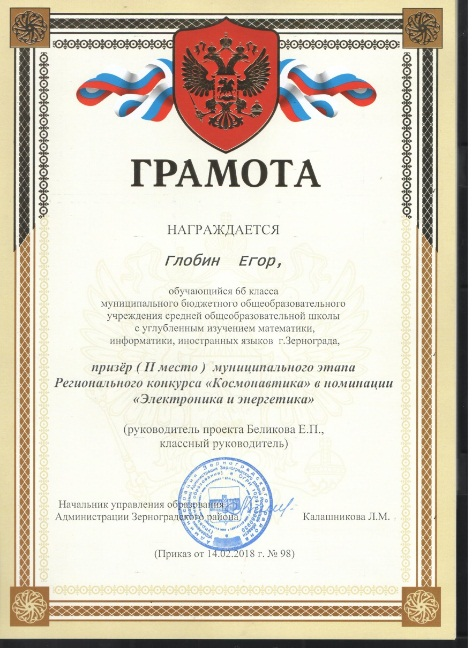 ГРАМОТА
НАГРАЖДАЕТСЯ
Глобин Егор,
обучающийся 6б класса
муниципального бюджетного общеобразовательного
учреждения средней общеобразовательной школы
с углубленным изучением математики,
информатики, иностранных языков г.Зернограда,
призёр ( II место ) муниципального этапа
Регионального конкурса «Космонавтика» в номинации
«Электроника и энергетика»
(руководитель проекта Беликова Е.П.,
классный руководитель)
Начальник управления образования
Администрации Зерноградского района
Калашникова Л.М.
(Приказ от 14.02.2018 г. № 98)